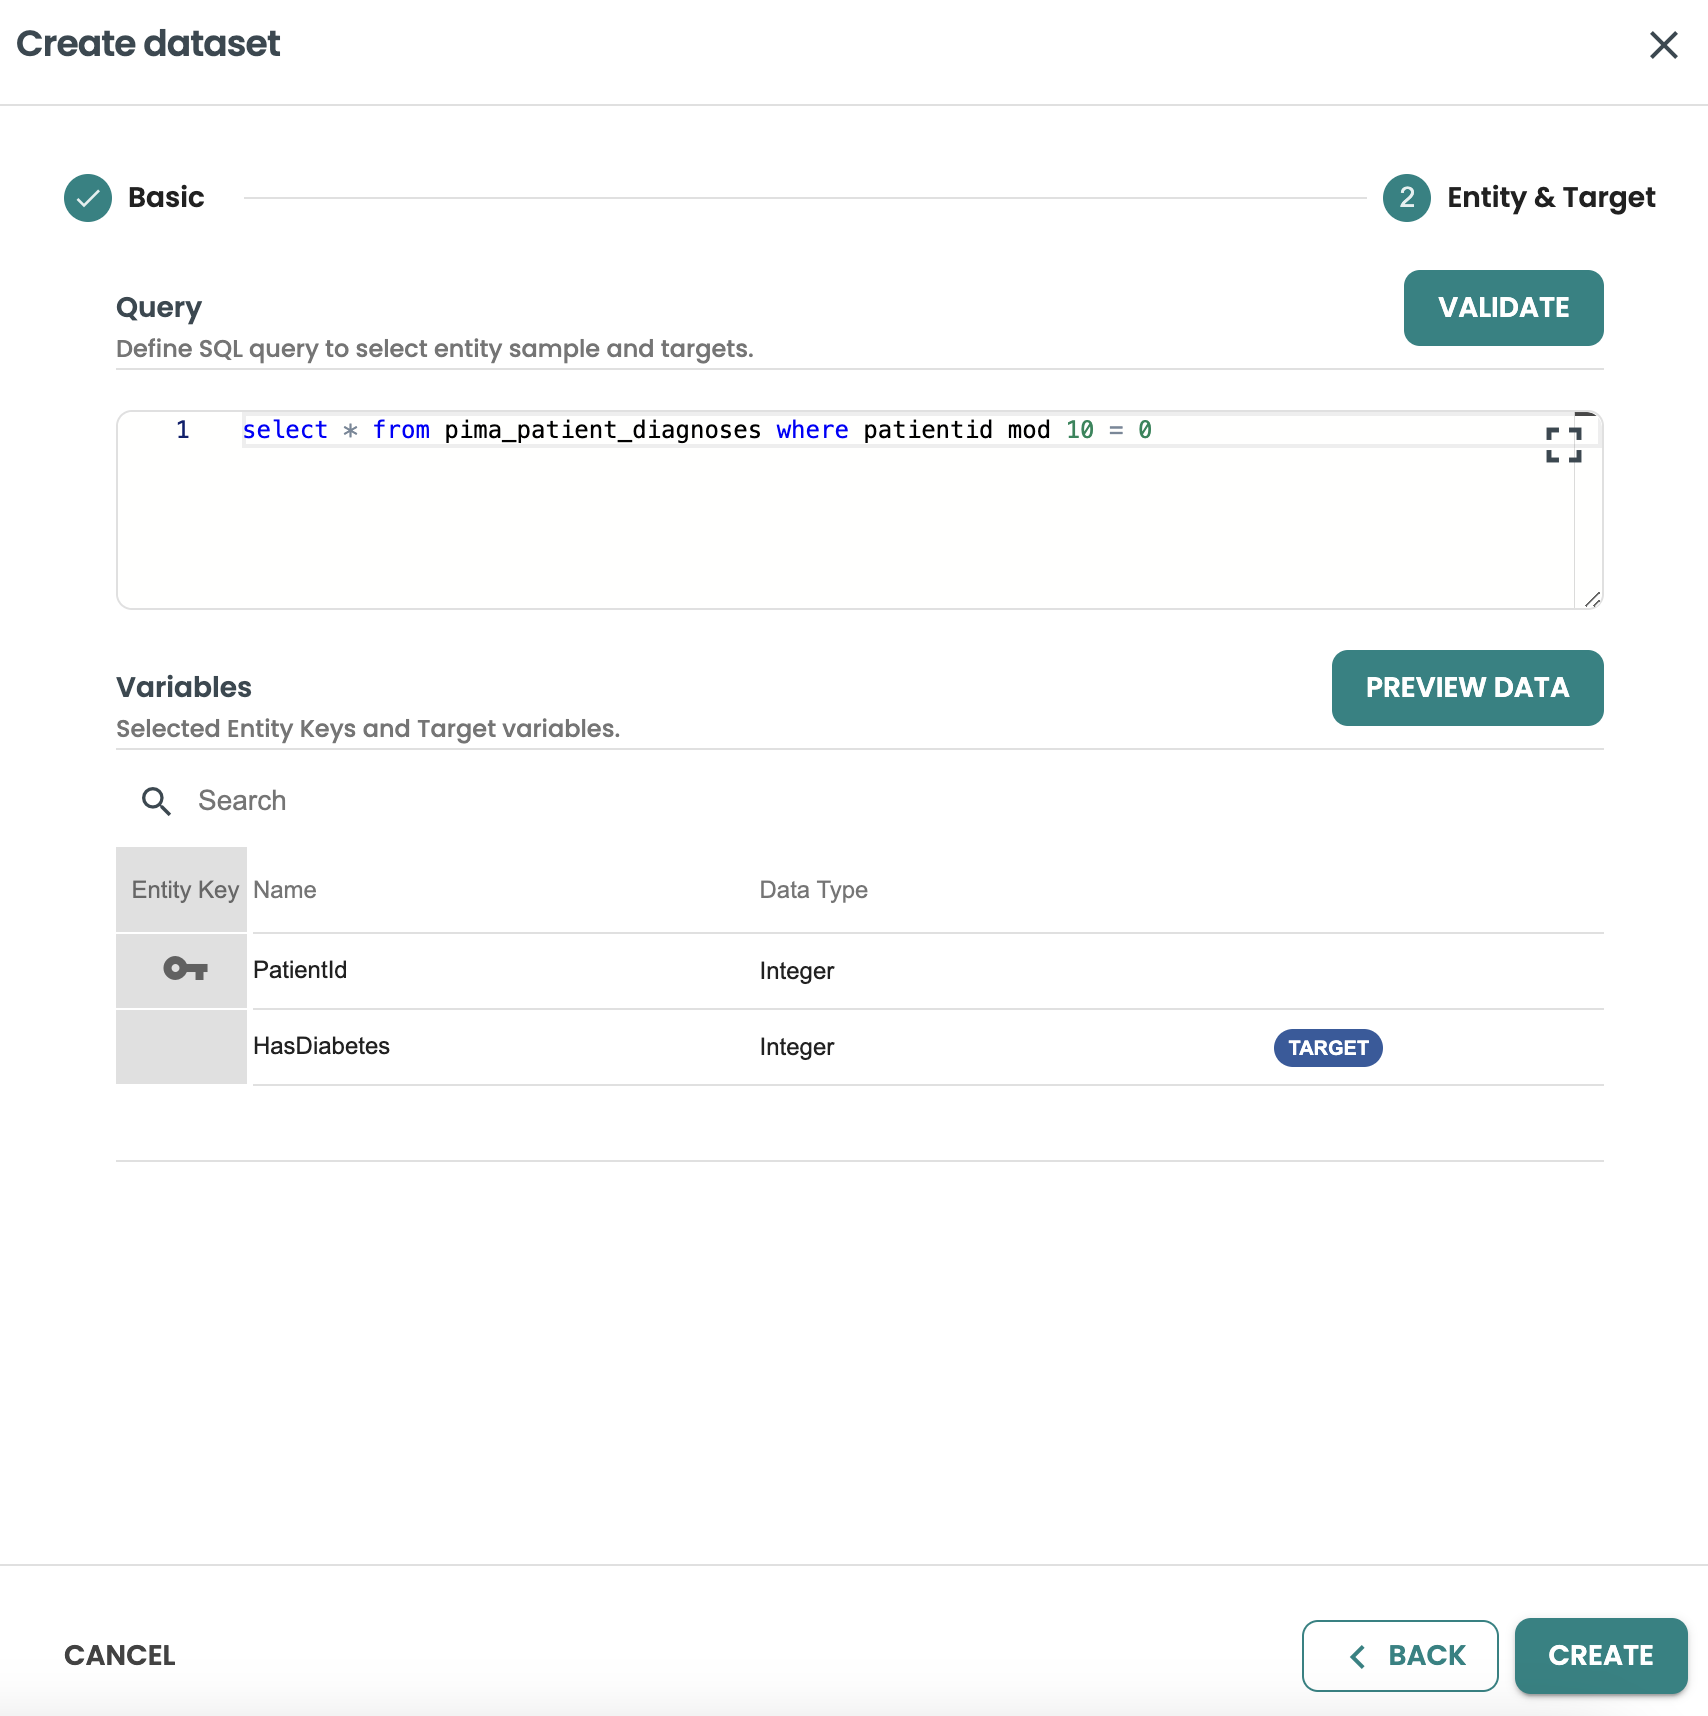 Create dataset
Basic
2 Entity & Target
Query
VALIDATE
Define SQL query to select entity sample and targets.
1 select * from pima_patient_diagnoses where patientid mod 10 = 0
Variables
PREVIEW DATA
Selected Entity Keys and Target variables.
Search
Entity Key Name Data Type
PatientId Integer
HasDiabetes Integer TARGET
CANCEL BACK CREATE